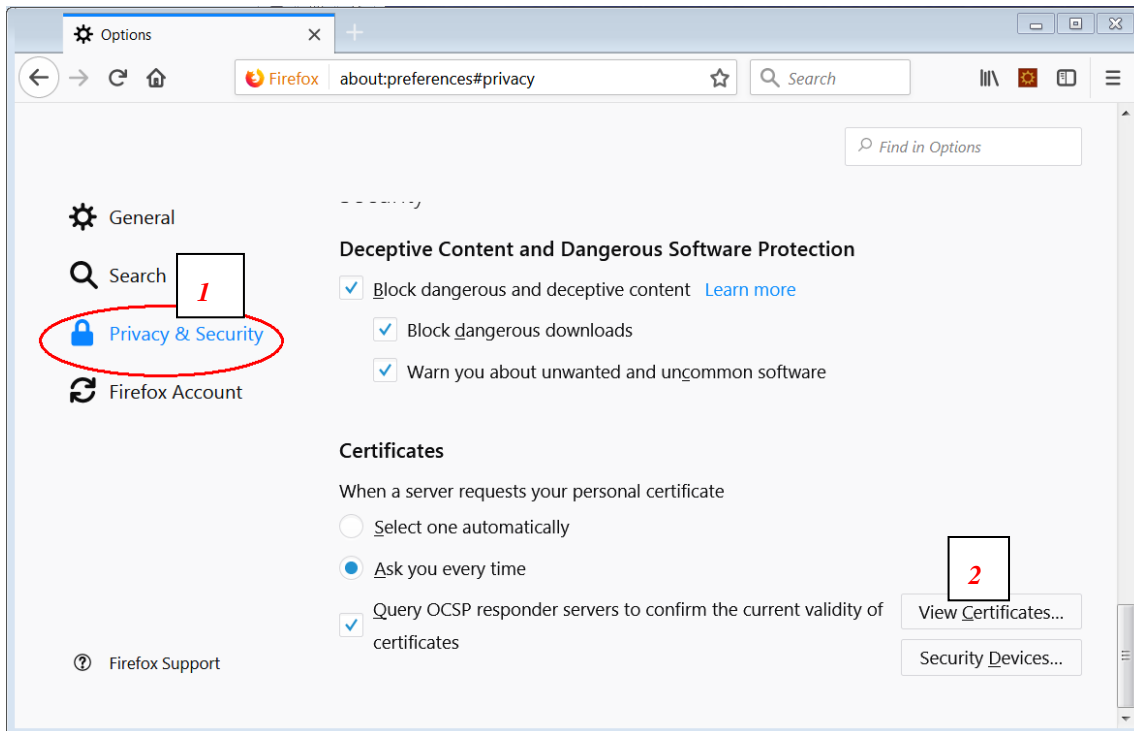 Options
Firefox
about:preferences#privacy
Search
Find in Options
General
Search
1
Privacy & Security
Firefox Account
Firefox Support
Security
Deceptive Content and Dangerous Software Protection
Block dangerous and deceptive content Learn more
Block dangerous downloads
Warn you about unwanted and uncommon software
Certificates
When a server requests your personal certificate
Select one automatically
Ask you every time
Query OCSP responder servers to confirm the current validity of
certificates
2
View Certificates...
Security Devices...